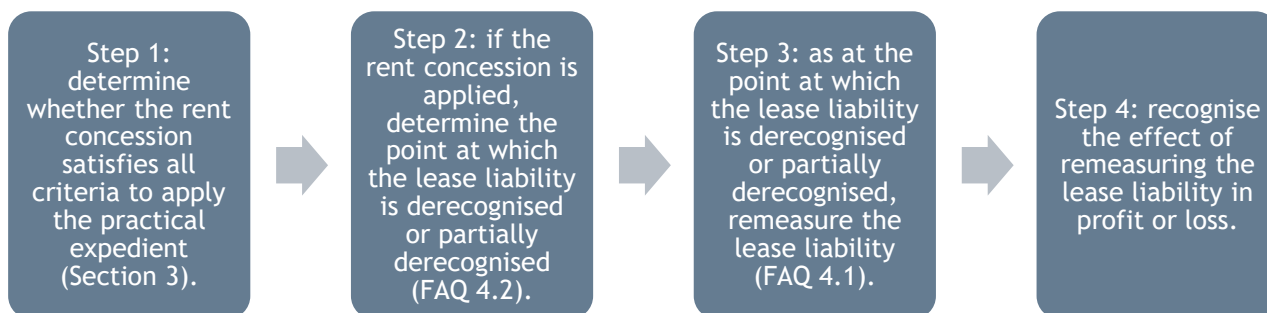 Step 1:
determine
whether the rent
concession
satisfies all
criteria to apply
the practical
expedient
(Section 3).
Step 2: if the
rent concession is
applied,
determine the
point at which
the lease liability
is derecognised
or partially
derecognised
(FAQ 4.2).
Step 3: as at the
point at which
the lease liability
is derecognised
or partially
derecognised,
remeasure the
lease liability
(FAQ 4.1).
Step 4: recognise
the effect of
remeasuring the
lease liability in
profit or loss.